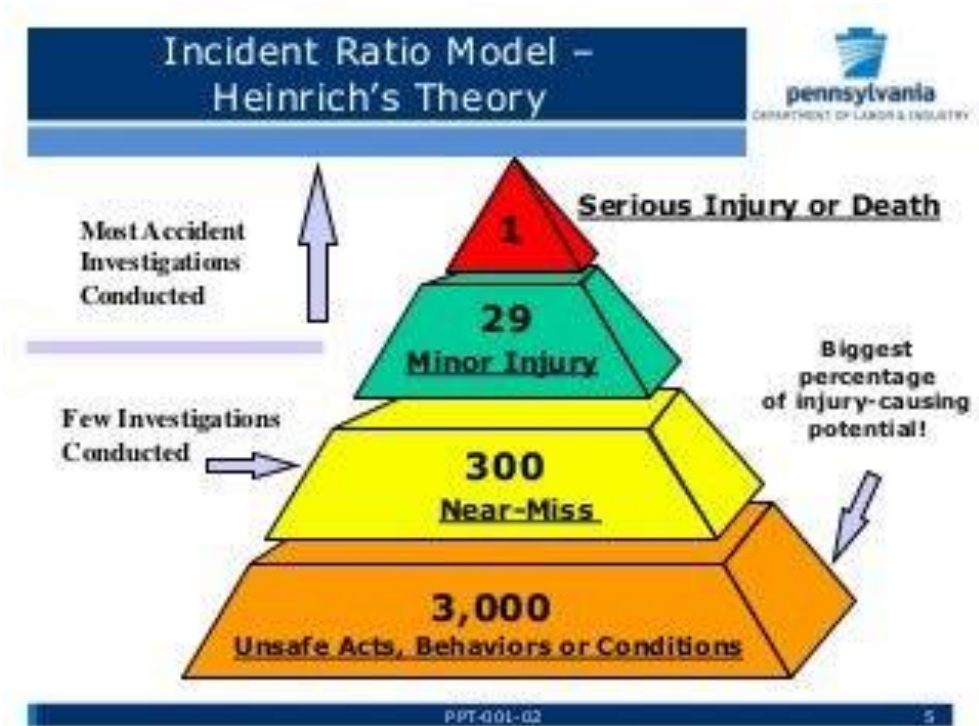 Incident Ratio Model –
Heinrich's Theory
pennsylvania
DEPARTMENT OF LABOR & INDUSTRY
Most Accident
Investigations
Conducted
1
Serious Injury or Death
29
Minor Injury
Biggest
percentage
of injury-causing
potential!
Few Investigations
Conducted
300
Near-Miss
3,000
Unsafe Acts, Behaviors or Conditions
PPT-001-02
5